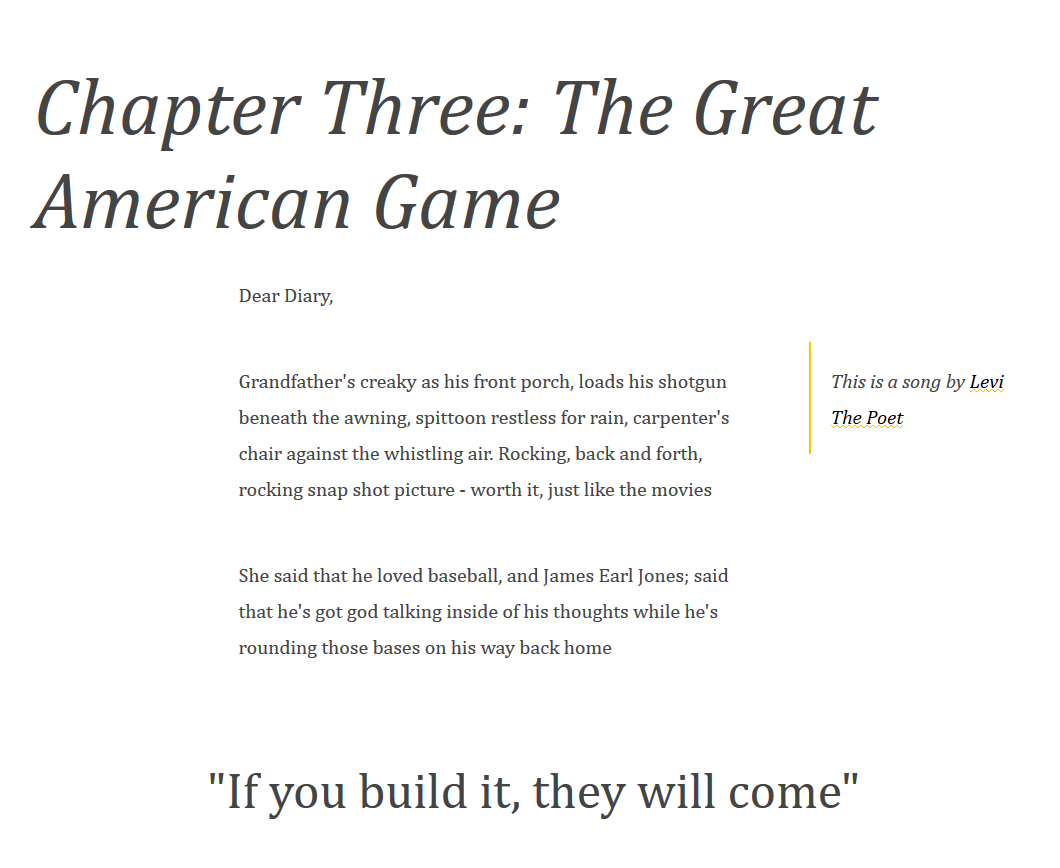 Chapter Three: The Great
American Game
Dear Diary,
Grandfather's creaky as his front porch, loads his shotgun
beneath the awning, spittoon restless for rain, carpenter's
chair against the whistling air. Rocking, back and forth,
rocking snap shot picture - worth it, just like the movies
This is a song by Levi
The Poet
She said that he loved baseball, and James Earl Jones; said
that he's got god talking inside of his thoughts while he's
rounding those bases on his way back home
"If you build it, they will come"